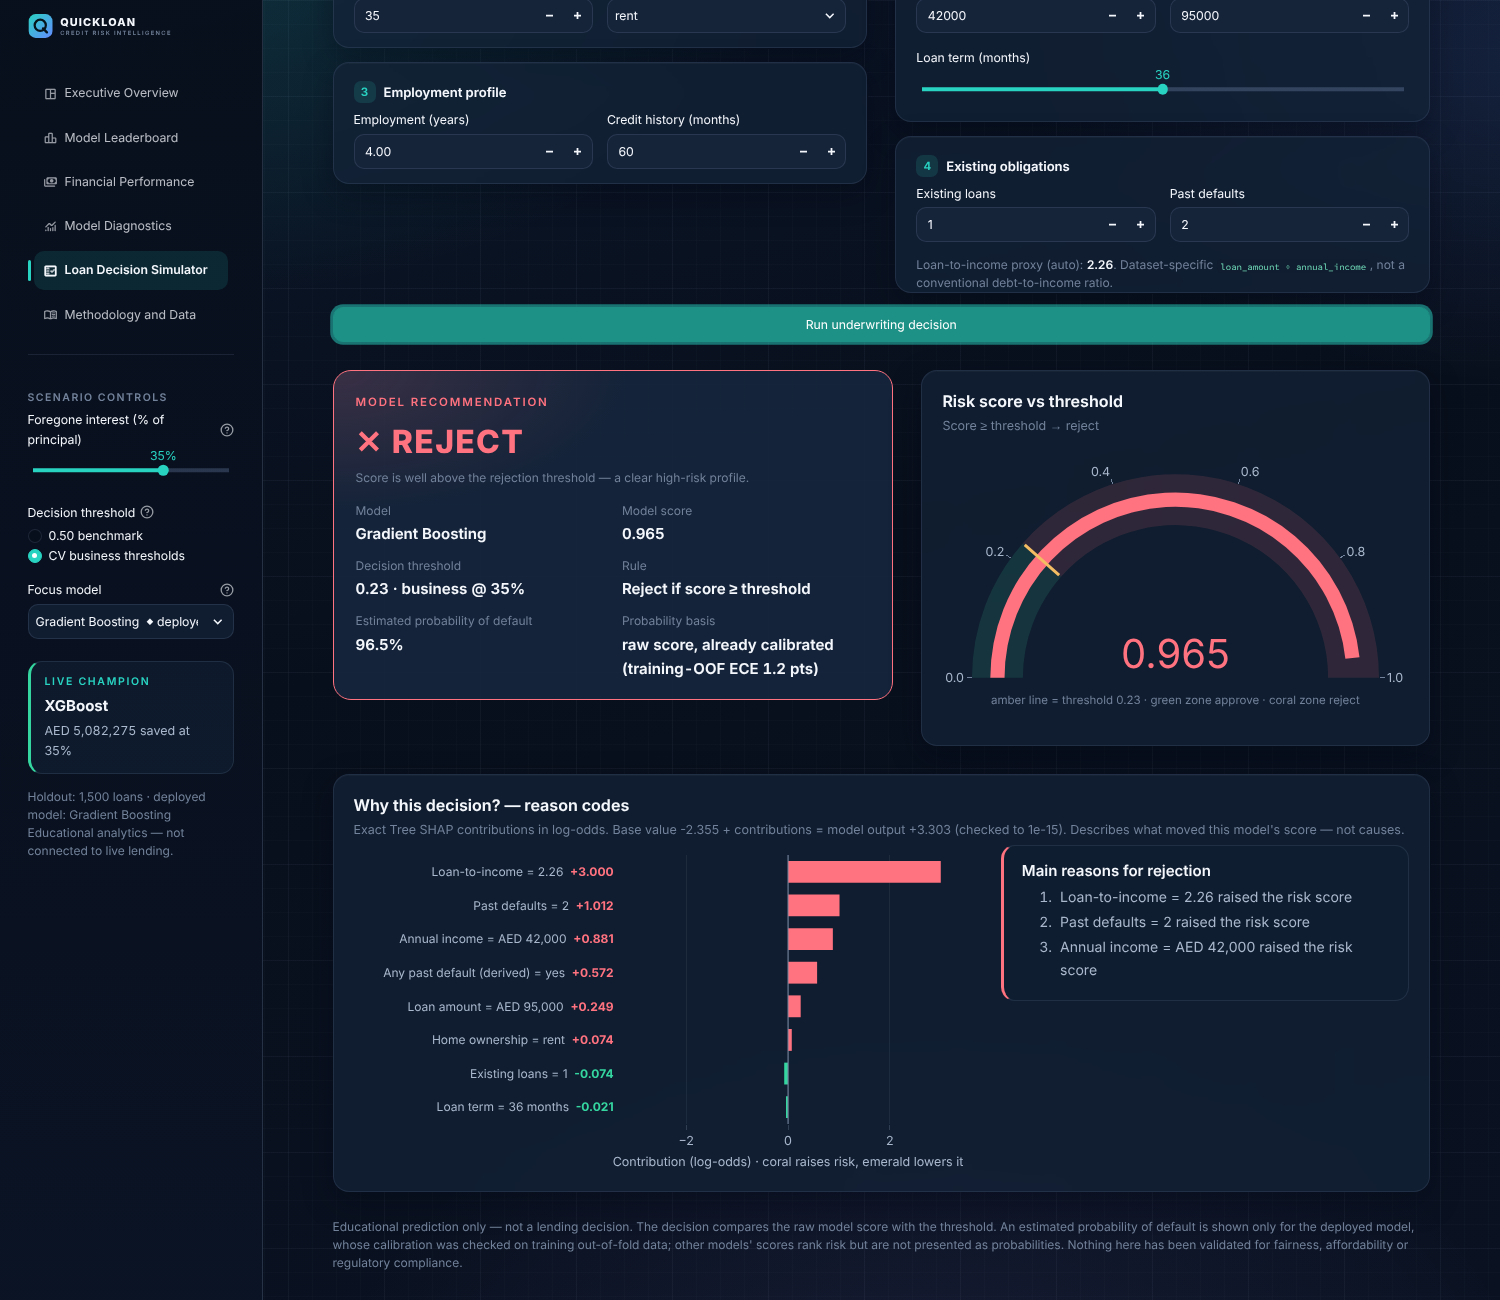 QUICKLOAN
CREDIT RISK INTELLIGENCE
Executive Overview
Model Leaderboard
Financial Performance
Model Diagnostics
Loan Decision Simulator
Methodology and Data
SCENARIO CONTROLS
Foregone interest (% of
principal)
35%
Decision threshold
0.50 benchmark
CV business thresholds
Focus model
Gradient Boosting ◆ deploy
LIVE CHAMPION
XGBoost
AED 5,082,275 saved at
35%
Holdout: 1,500 loans · deployed
model: Gradient Boosting
Educational analytics — not
connected to live lending.
35 − +
rent
42000 − +
95000 − +
Loan term (months)
36
3 Employment profile
Employment (years)
4.00 − +
Credit history (months)
60 − +
4 Existing obligations
Existing loans
1 − +
Past defaults
2 − +
Loan-to-income proxy (auto): 2.26. Dataset-specific loan_amount ÷ annual_income, not a
conventional debt-to-income ratio.
Run underwriting decision
MODEL RECOMMENDATION
✕ REJECT
Score is well above the rejection threshold — a clear high-risk profile.
Model
Gradient Boosting
Model score
0.965
Decision threshold
0.23 · business @ 35%
Rule
Reject if score ≥ threshold
Estimated probability of default
96.5%
Probability basis
raw score, already calibrated
(training-OOF ECE 1.2 pts)
Risk score vs threshold
Score ≥ threshold → reject
0.0
0.2
0.4
0.6
0.8
1.0
0.965
amber line = threshold 0.23 · green zone approve · coral zone reject
Why this decision? — reason codes
Exact Tree SHAP contributions in log-odds. Base value -2.355 + contributions = model output +3.303 (checked to 1e-15). Describes what moved this model's score — not causes.
Loan-to-income = 2.26 +3.000
Past defaults = 2 +1.012
Annual income = AED 42,000 +0.881
Any past default (derived) = yes +0.572
Loan amount = AED 95,000 +0.249
Home ownership = rent +0.074
Existing loans = 1 -0.074
Loan term = 36 months -0.021
−2 0 2
Contribution (log-odds) · coral raises risk, emerald lowers it
Main reasons for rejection
1. Loan-to-income = 2.26 raised the risk score
2. Past defaults = 2 raised the risk score
3. Annual income = AED 42,000 raised the risk
score
Educational prediction only — not a lending decision. The decision compares the raw model score with the threshold. An estimated probability of default is shown only for the deployed model,
whose calibration was checked on training out-of-fold data; other models' scores rank risk but are not presented as probabilities. Nothing here has been validated for fairness, affordability or
regulatory compliance.